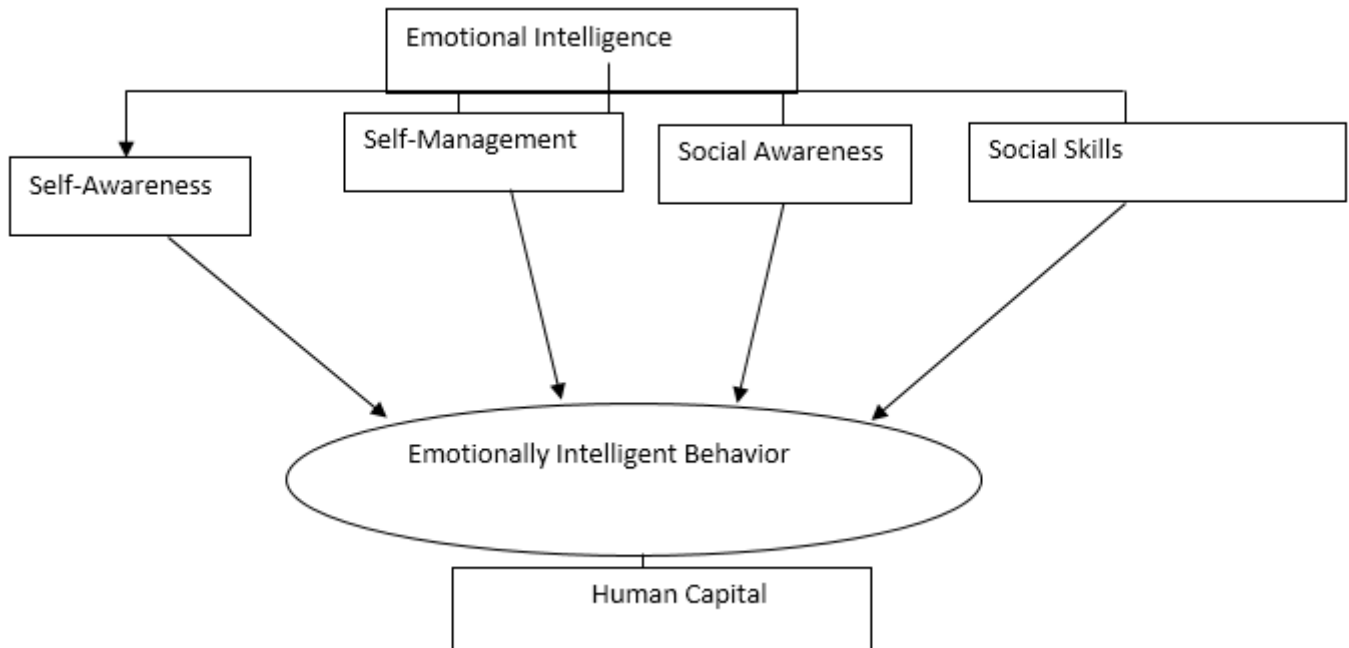 Emotional Intelligence
Self-Management
Social Awareness
Social Skills
Self-Awareness
Emotionally Intelligent Behavior
Human Capital